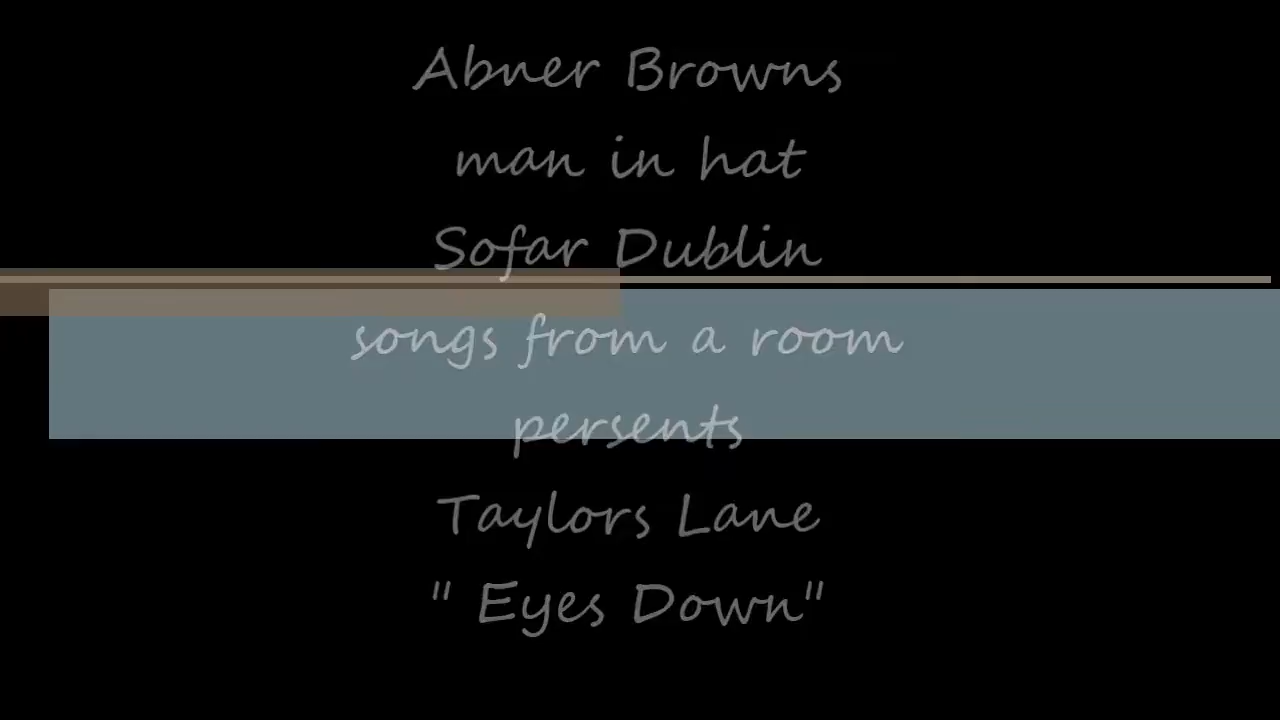 Abner Browns
man in hat
Sofar Dublin
songs from a room
persents
Taylors Lane
" Eyes Down"